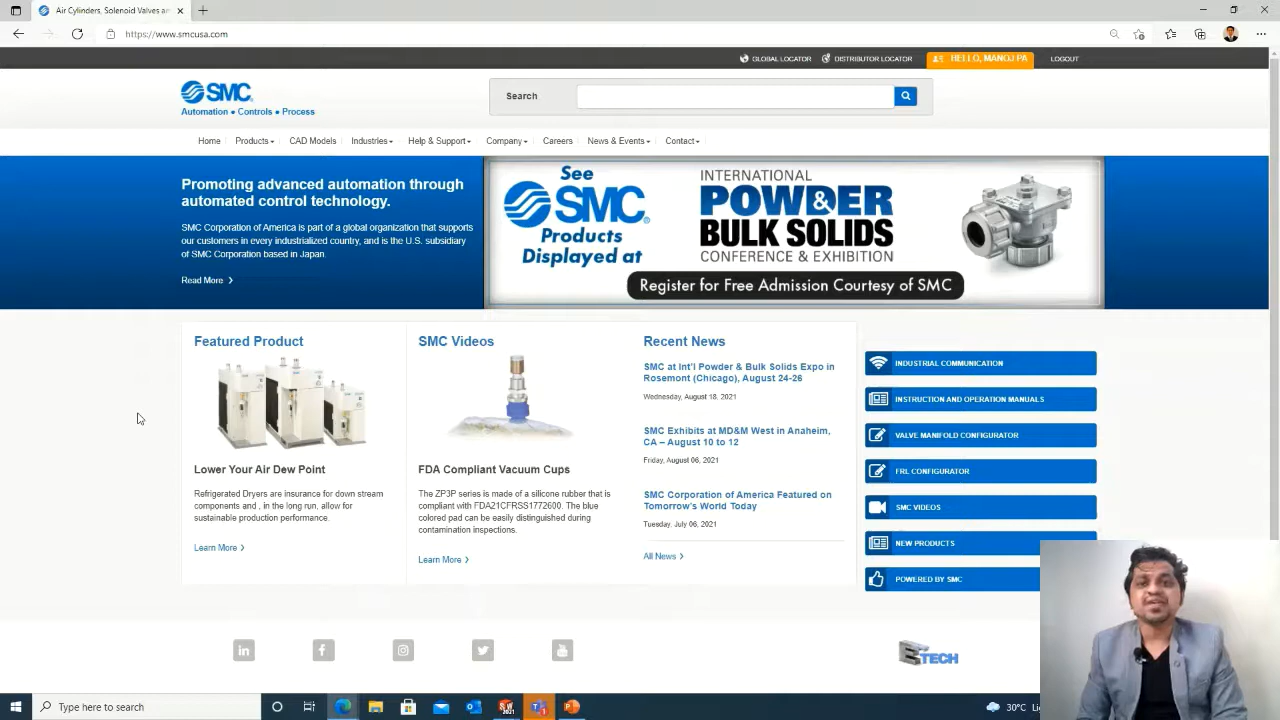 Air Cylinders, Solenoid Valves
https://www.smcusa.com
GLOBAL LOCATOR
DISTRIBUTOR LOCATOR
HELLO, MANOJ PA
LOGOUT
SMC
Automation ● Controls ● Process
Search
Home
Products
CAD Models
Industries
Help & Support
Company
Careers
News & Events
Contact
Promoting advanced automation through
automated control technology.
SMC Corporation of America is part of a global organization that supports
our customers in every industrialized country, and is the U.S. subsidiary
of SMC Corporation based in Japan.
Read More
See
SMC
Products
Displayed at
INTERNATIONAL
POWDER &
BULK SOLIDS
CONFERENCE & EXHIBITION
Register for Free Admission Courtesy of SMC
Featured Product
Lower Your Air Dew Point
Refrigerated Dryers are insurance for down stream
components and , in the long run, allow for
sustainable production performance.
Learn More
SMC Videos
FDA Compliant Vacuum Cups
The ZP3P series is made of a silicone rubber that is
compliant with FDA21CFRSS1772600. The blue
colored pad can be easily distinguished during
contamination inspections.
Learn More
Recent News
SMC at Int'l Powder & Bulk Solids Expo in
Rosemont (Chicago), August 24-26
Wednesday, August 18, 2021
SMC Exhibits at MD&M West in Anaheim,
CA – August 10 to 12
Friday, August 06, 2021
SMC Corporation of America Featured on
Tomorrow's World Today
Tuesday, July 06, 2021
All News
INDUSTRIAL COMMUNICATION
INSTRUCTION AND OPERATION MANUALS
VALVE MANIFOLD CONFIGURATOR
FRL CONFIGURATOR
SMC VIDEOS
NEW PRODUCTS
POWERED BY SMC
ETECH
Type here to search
30°C